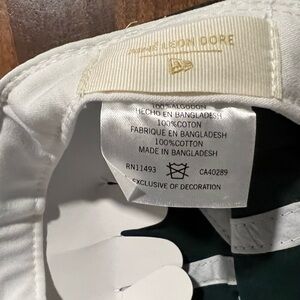 AIMÉ LEON DORE
100%ALGODON
HECHO EN BANGLADESH
100%COTON
FABRIQUE EN BANGLADESH
100%COTTON
MADE IN BANGLADESH
RN11493 CA40289
EXCLUSIVE OF DECORATION